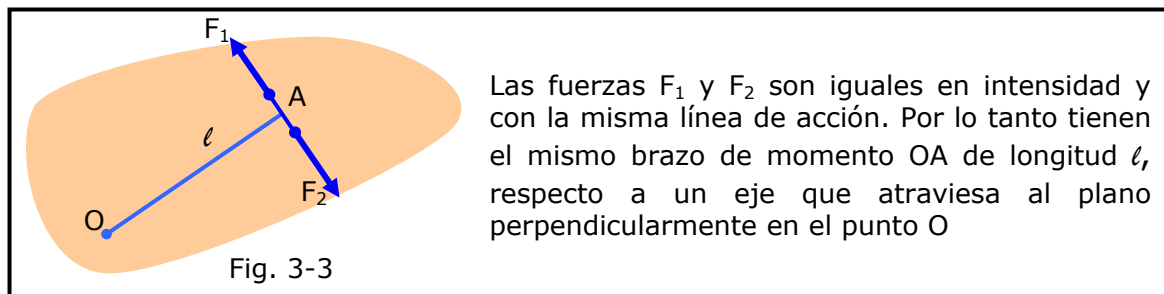 F₁
A
ℓ
F₂
O
Fig. 3-3
Las fuerzas F₁ y F₂ son iguales en intensidad y
con la misma línea de acción. Por lo tanto tienen
el mismo brazo de momento OA de longitud ℓ,
respecto a un eje que atraviesa al plano
perpendicularmente en el punto O